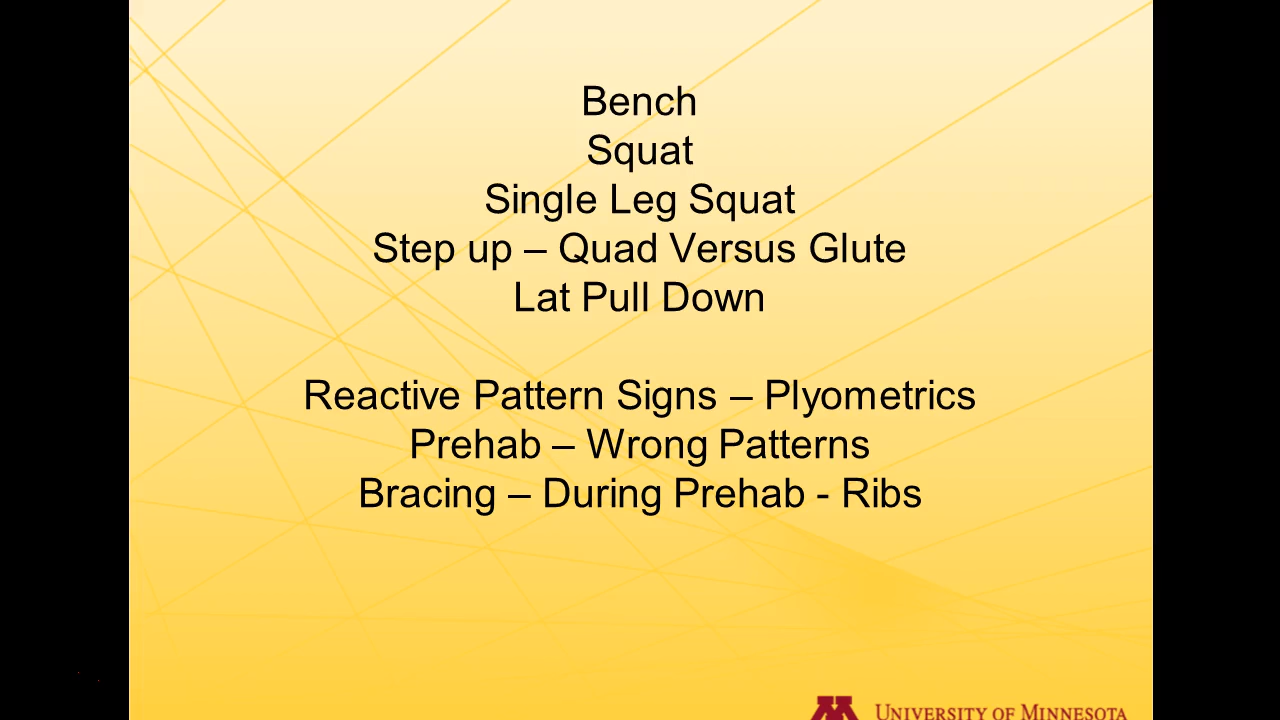 Bench
Squat
Single Leg Squat
Step up – Quad Versus Glute
Lat Pull Down
Reactive Pattern Signs – Plyometrics
Prehab – Wrong Patterns
Bracing – During Prehab - Ribs
M UNIVERSITY OF MINNESOTA